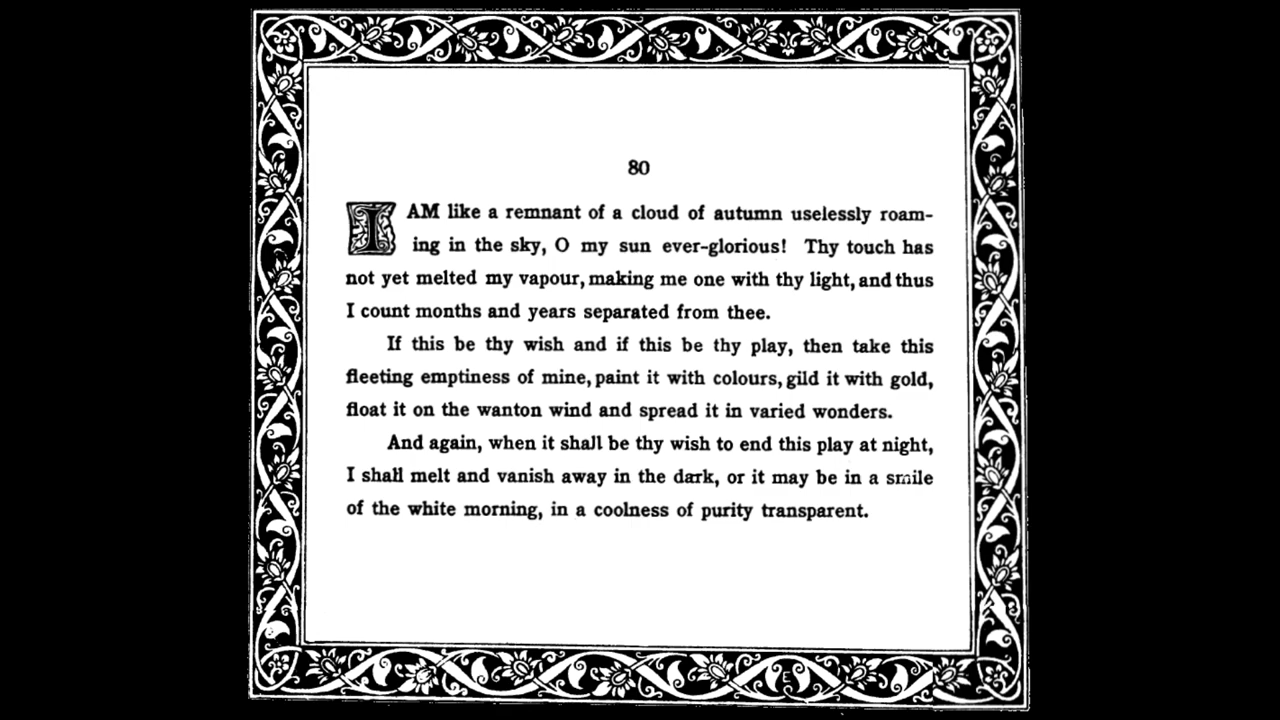 80
I AM like a remnant of a cloud of autumn uselessly roam-
ing in the sky, O my sun ever-glorious! Thy touch has
not yet melted my vapour, making me one with thy light, and thus
I count months and years separated from thee.
If this be thy wish and if this be thy play, then take this
fleeting emptiness of mine, paint it with colours, gild it with gold,
float it on the wanton wind and spread it in varied wonders.
And again, when it shall be thy wish to end this play at night,
I shall melt and vanish away in the dark, or it may be in a smile
of the white morning, in a coolness of purity transparent.